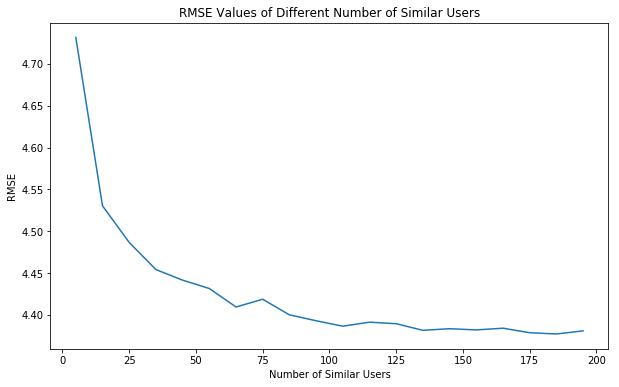 RMSE Values of Different Number of Similar Users
4.70
4.65
4.60
4.55
4.50
4.45
4.40
RMSE
0 25 50 75 100 125 150 175 200
Number of Similar Users